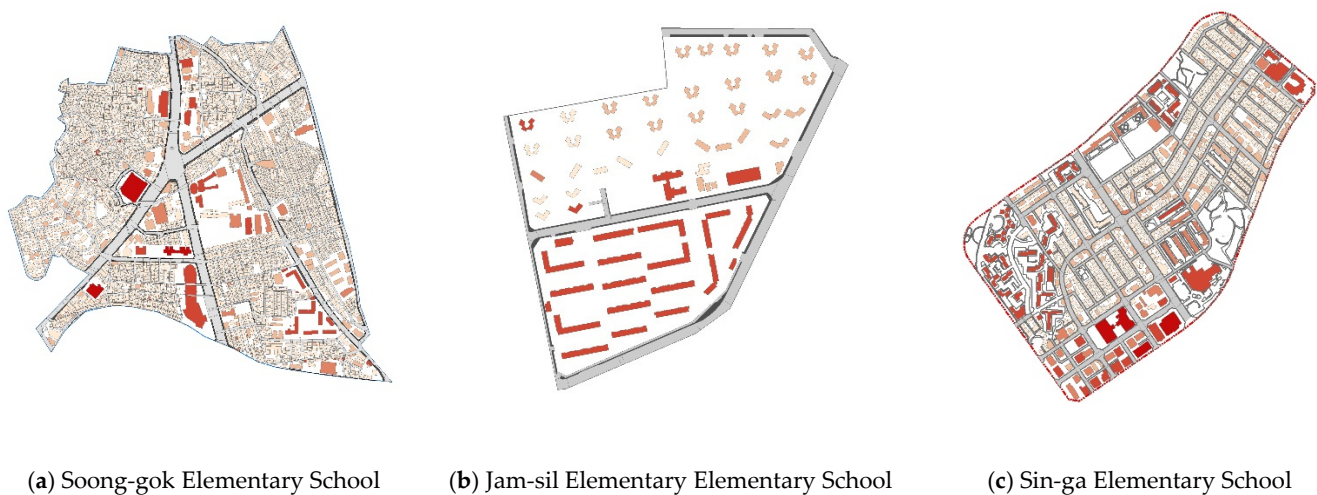 (a) Soong-gok Elementary School
(b) Jam-sil Elementary Elementary School
(c) Sin-ga Elementary School